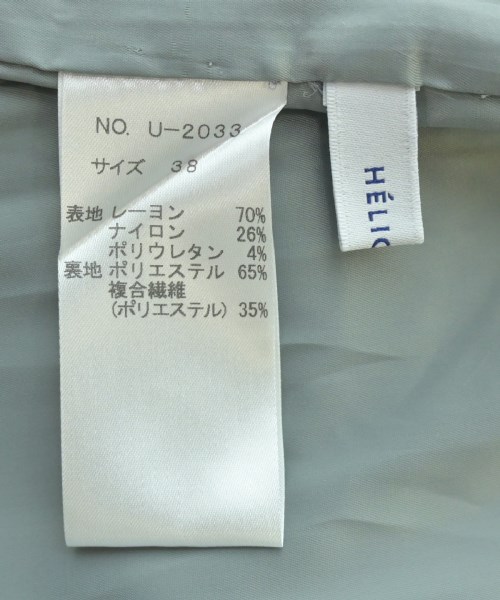 NO. U-2033
サイズ 38
表地 レーヨン 70%
ナイロン 26%
ポリウレタン 4%
裏地 ポリエステル 65%
複合繊維
(ポリエステル) 35%
HÉLIO